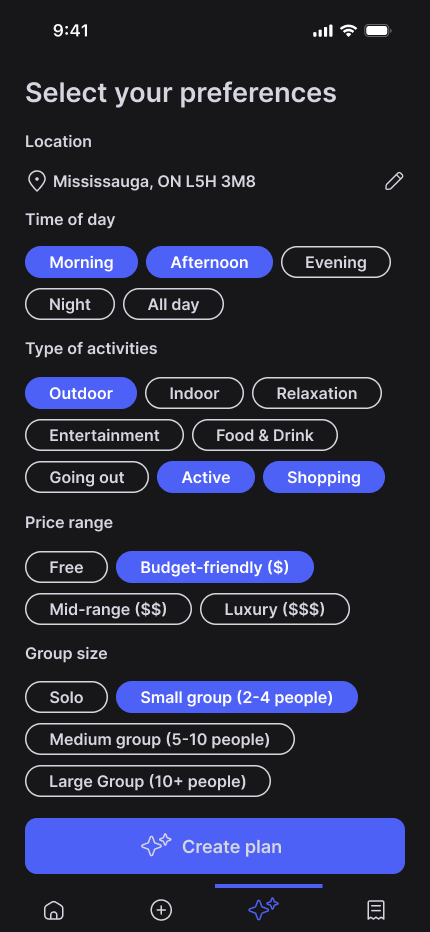 9:41
Select your preferences
Location
Mississauga, ON L5H 3M8
Time of day
Morning Afternoon Evening
Night All day
Type of activities
Outdoor Indoor Relaxation
Entertainment Food & Drink
Going out Active Shopping
Price range
Free Budget-friendly ($)
Mid-range ($$) Luxury ($$$)
Group size
Solo Small group (2-4 people)
Medium group (5-10 people)
Large Group (10+ people)
Create plan